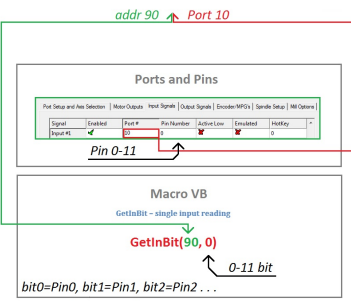 addr 90 Port 10
Ports and Pins
Port Setup and Axis Selection Motor Outputs Input Signals Output Signals Encoder/MPG's Spindle Setup Mill Options
Signal Enabled Port # Pin Number Active Low Emulated HotKey
Input #1 10 0 0
Pin 0-11
Macro VB
GetInBit – single input reading
GetInBit(90, 0)
0-11 bit
bit0=Pin0, bit1=Pin1, bit2=Pin2 . . .